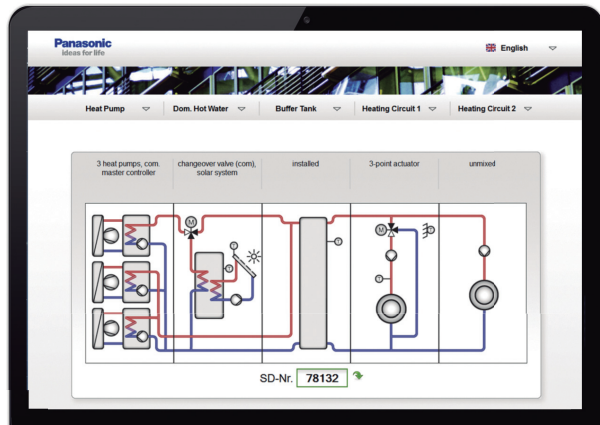 Panasonic
ideas for life
English
Heat Pump
Dom. Hot Water
Buffer Tank
Heating Circuit 1
Heating Circuit 2
3 heat pumps, com.
master controller
changeover valve (com),
solar system
installed
3-point actuator
unmixed
M
T
T
T
M
T
T
SD-Nr. 78132